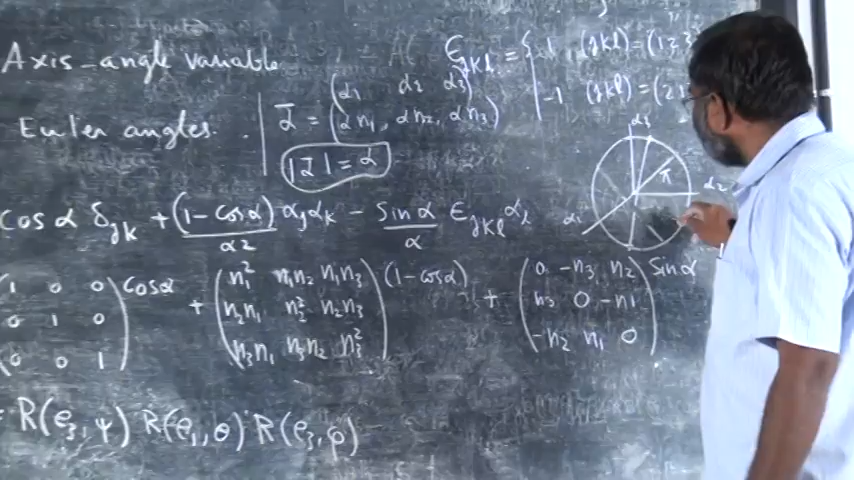 Axis-angle variable
Euler angles.
ᾱ = (α1 α2 α3)
(αn1, αn2, αn3)
|ᾱ| = α
ε_jkl = { 1 (jkl) = (123)
-1 (jkl) = (21
α3
π
α2
α1
Cos α δ_jk + (1 - Cos α)/α2 α_j α_k - Sin α/α ε_jkl α_l
(1 0 0) Cos α + (n1² n1n2 n1n3) (1-cos α) + (0 -n3 n2) Sin α
(0 1 0) (n2n1 n2² n2n3) (n3 0 -n1)
(0 0 1) (n3n1 n3n2 n3²) (-n2 n1 0)
= R(e3, ψ) R(e1, θ) R(e3, φ)